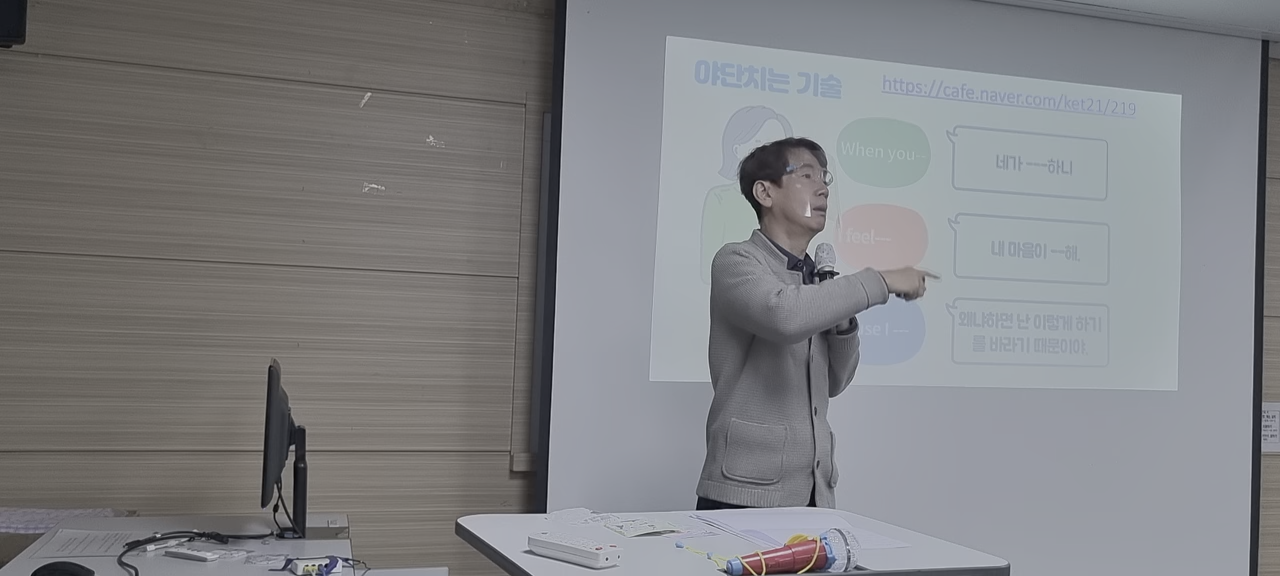 야단치는 기술
https://cafe.naver.com/ket21/219
When you--
네가 ---하니
feel---
내 마음이 ---해.
se I ---
왜냐하면 난 이렇게 하기
를 바라기 때문이야.